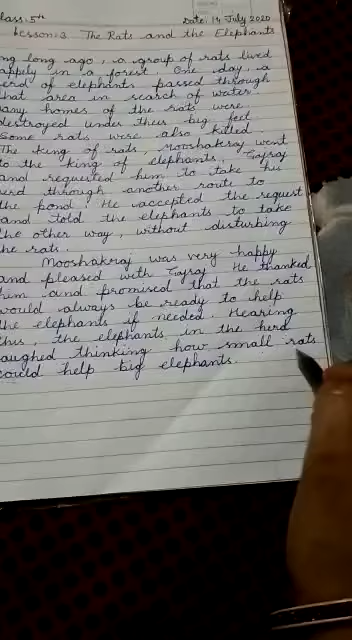 lass: 5th Date: 14 July 2020
Lesson:3. The Rats and the Elephants
ng long ago, a group of rats lived
appily in a forest. One day, a
erd of elephants passed through
that area in search of water.
any homes of the rats were
destroyed under their big feet
Some rats were also killed.
The king of rats, Mooshakraj went
to the king of elephants, Gajraj
and requested him to take his
erd through another route to
the pond. He accepted the request
and told the elephants to take
the other way, without disturbing
he rats.
Mooshakraj was very happy
and pleased with Gajraj. He thanked
him and promised that the rats
would always be ready to help
the elephants if needed. Hearing
this, the elephants in the herd
aughed thinking how small rats
could help big elephants.